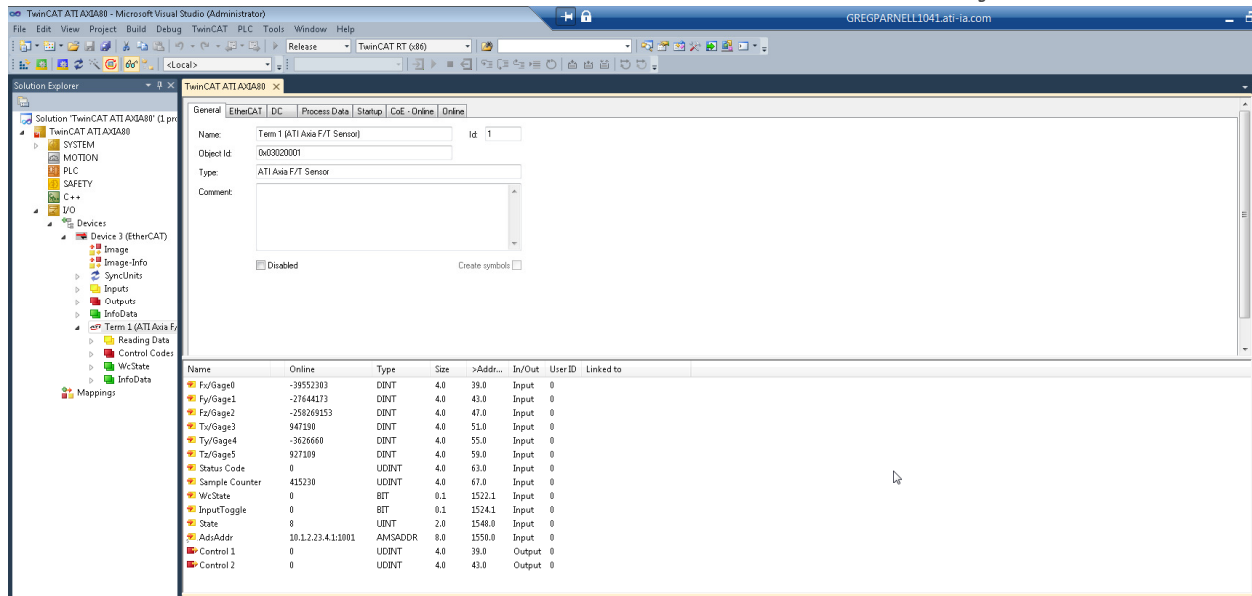 TwinCAT ATI AXIA80 - Microsoft Visual Studio (Administrator)
GREGPARNELL1041.ati-ia.com
File Edit View Project Build Debug TwinCAT PLC Tools Window Help
Release TwinCAT RT (x86)
<Local>
Solution Explorer
TwinCAT ATI AXIA80
Solution 'TwinCAT ATI AXIA80' (1 pro
TwinCAT ATI AXIA80
SYSTEM
MOTION
PLC
SAFETY
C++
I/O
Devices
Device 3 (EtherCAT)
Image
Image-Info
SyncUnits
Inputs
Outputs
InfoData
Term 1 (ATI Axia F/
Reading Data
Control Codes
WcState
InfoData
Mappings
General EtherCAT DC Process Data Startup CoE - Online Online
Name: Term 1 (ATI Axia F/T Sensor) Id: 1
Object Id: 0x03020001
Type: ATI Axia F/T Sensor
Comment:
Disabled Create symbols
Name Online Type Size >Addr... In/Out User ID Linked to
Fx/Gage0 -39552303 DINT 4.0 39.0 Input 0
Fy/Gage1 -27644173 DINT 4.0 43.0 Input 0
Fz/Gage2 -258269153 DINT 4.0 47.0 Input 0
Tx/Gage3 947190 DINT 4.0 51.0 Input 0
Ty/Gage4 -3626660 DINT 4.0 55.0 Input 0
Tz/Gage5 927109 DINT 4.0 59.0 Input 0
Status Code 0 UDINT 4.0 63.0 Input 0
Sample Counter 415230 UDINT 4.0 67.0 Input 0
WcState 0 BIT 0.1 1522.1 Input 0
InputToggle 0 BIT 0.1 1524.1 Input 0
State 8 UINT 2.0 1548.0 Input 0
AdsAddr 10.1.2.23.4.1:1001 AMSADDR 8.0 1550.0 Input 0
Control 1 0 UDINT 4.0 39.0 Output 0
Control 2 0 UDINT 4.0 43.0 Output 0